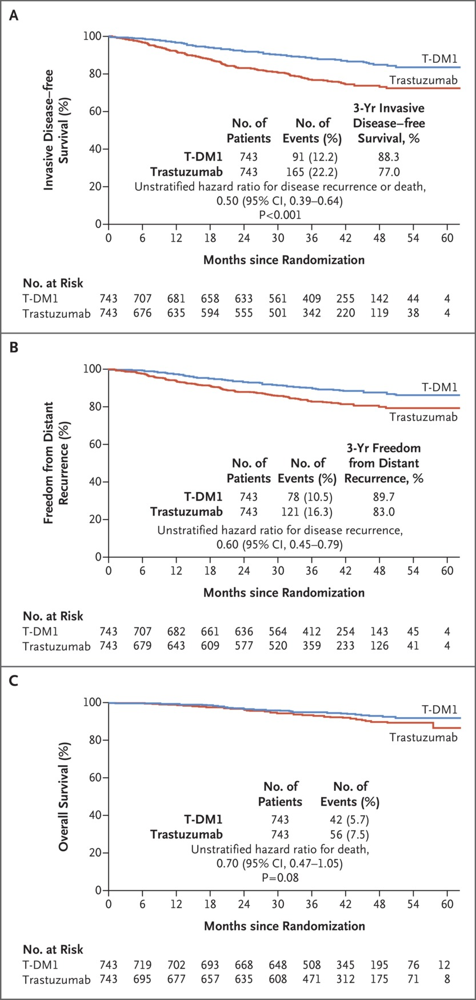 A
100
80
60
40
20
0
Invasive Disease–free
Survival (%)
T-DM1
Trastuzumab
3-Yr Invasive
No. of No. of Disease–free
Patients Events (%) Survival, %
T-DM1 743 91 (12.2) 88.3
Trastuzumab 743 165 (22.2) 77.0
Unstratified hazard ratio for disease recurrence or death,
0.50 (95% CI, 0.39–0.64)
P<0.001
0 6 12 18 24 30 36 42 48 54 60
Months since Randomization
No. at Risk
T-DM1 743 707 681 658 633 561 409 255 142 44 4
Trastuzumab 743 676 635 594 555 501 342 220 119 38 4
B
100
80
60
40
20
0
Freedom from Distant
Recurrence (%)
T-DM1
Trastuzumab
3-Yr Freedom
No. of No. of from Distant
Patients Events (%) Recurrence, %
T-DM1 743 78 (10.5) 89.7
Trastuzumab 743 121 (16.3) 83.0
Unstratified hazard ratio for disease recurrence,
0.60 (95% CI, 0.45–0.79)
0 6 12 18 24 30 36 42 48 54 60
Months since Randomization
No. at Risk
T-DM1 743 707 682 661 636 564 412 254 143 45 4
Trastuzumab 743 679 643 609 577 520 359 233 126 41 4
C
100
80
60
40
20
0
Overall Survival (%)
T-DM1
Trastuzumab
No. of No. of
Patients Events (%)
T-DM1 743 42 (5.7)
Trastuzumab 743 56 (7.5)
Unstratified hazard ratio for death,
0.70 (95% CI, 0.47–1.05)
P=0.08
0 6 12 18 24 30 36 42 48 54 60
Months since Randomization
No. at Risk
T-DM1 743 719 702 693 668 648 508 345 195 76 12
Trastuzumab 743 695 677 657 635 608 471 312 175 71 8